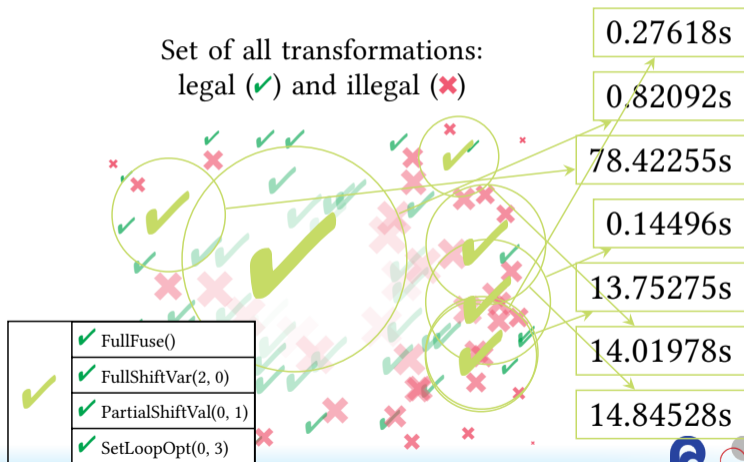 Set of all transformations:
legal (✓) and illegal (✖)
0.27618s
0.82092s
78.42255s
0.14496s
13.75275s
14.01978s
14.84528s
✓ FullFuse()
✓ FullShiftVar(2, 0)
✓ PartialShiftVal(0, 1)
✓ SetLoopOpt(0, 3)